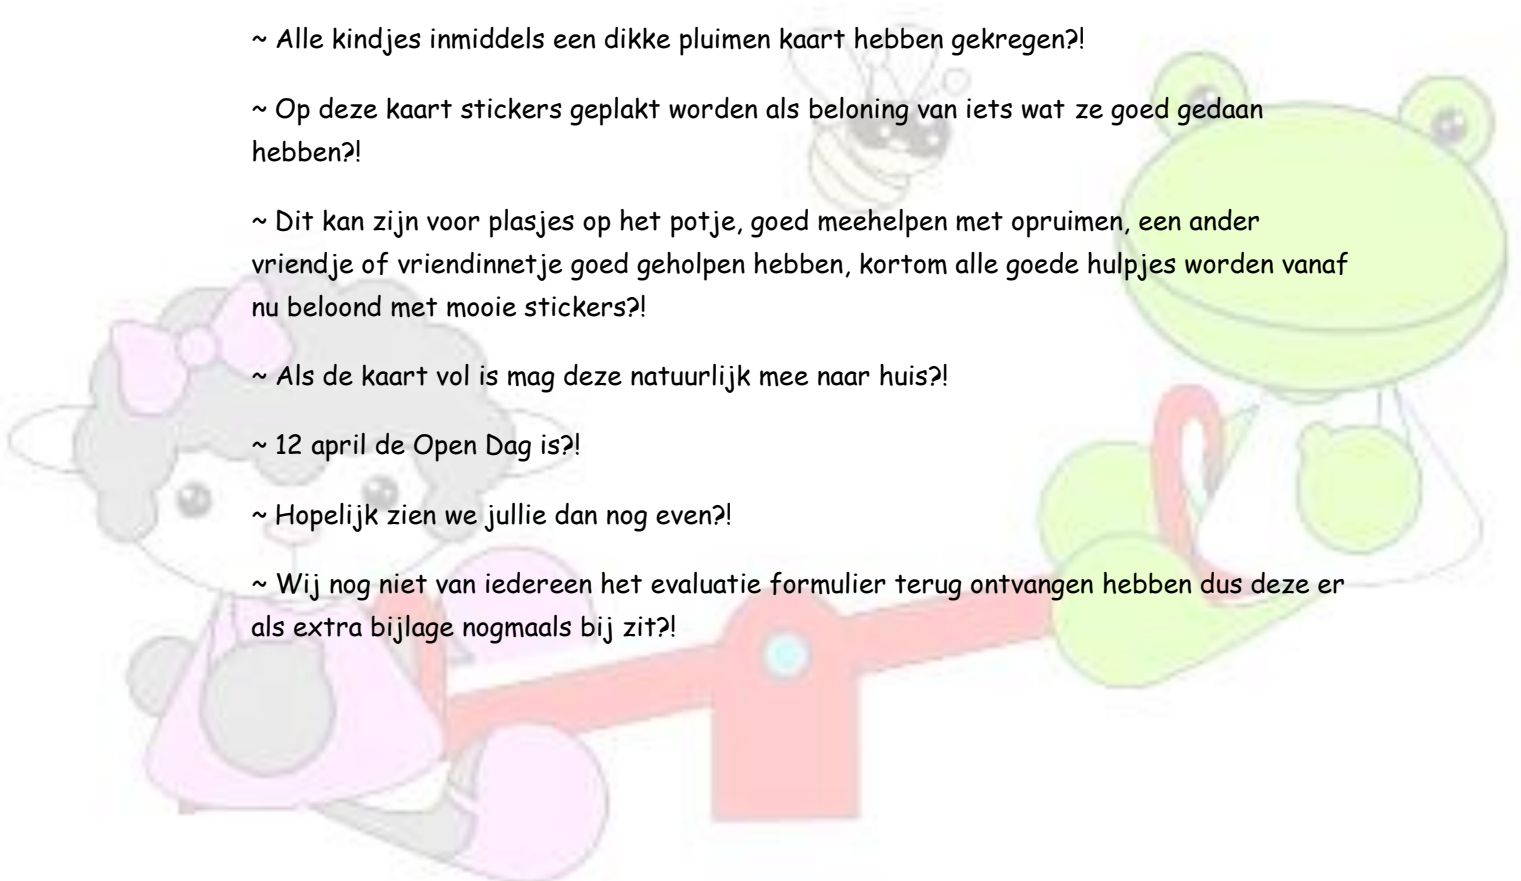 ~ Alle kindjes inmiddels een dikke pluimen kaart hebben gekregen?!
~ Op deze kaart stickers geplakt worden als beloning van iets wat ze goed gedaan
hebben?!
~ Dit kan zijn voor plasjes op het potje, goed meehelpen met opruimen, een ander
vriendje of vriendinnetje goed geholpen hebben, kortom alle goede hulpjes worden vanaf
nu beloond met mooie stickers?!
~ Als de kaart vol is mag deze natuurlijk mee naar huis?!
~ 12 april de Open Dag is?!
~ Hopelijk zien we jullie dan nog even?!
~ Wij nog niet van iedereen het evaluatie formulier terug ontvangen hebben dus deze er
als extra bijlage nogmaals bij zit?!